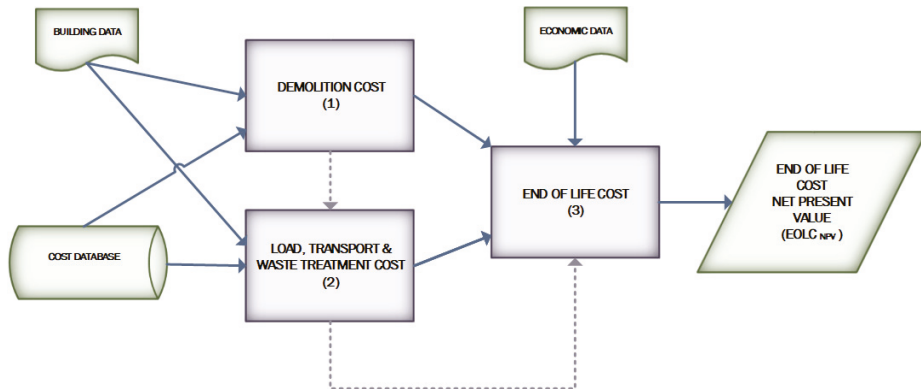 BUILDING DATA
ECONOMIC DATA
DEMOLITION COST
(1)
END OF LIFE COST
(3)
END OF LIFE
COST
NET PRESENT
VALUE
(EOLC NPV )
COST DATABASE
LOAD, TRANSPORT &
WASTE TREATMENT COST
(2)